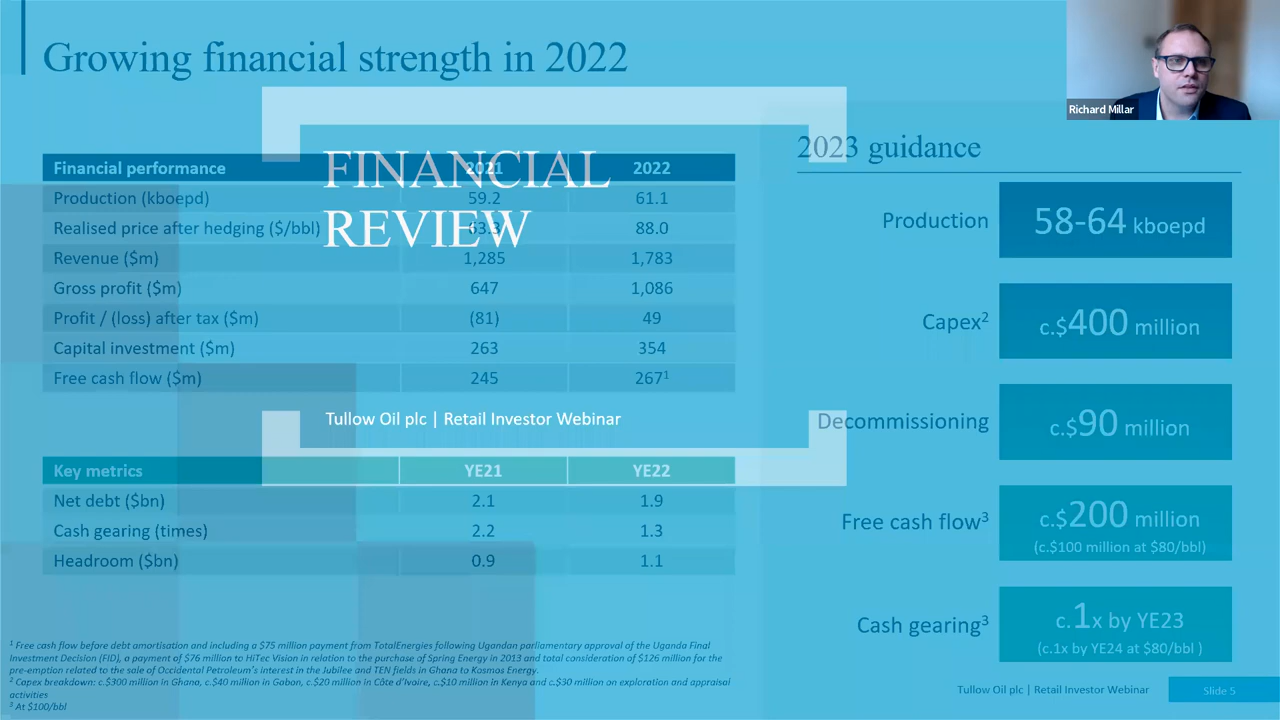 Growing financial strength in 2022
Richard Millar
FINANCIAL
REVIEW
Tullow Oil plc | Retail Investor Webinar
Financial performance 2021 2022
Production (kboepd) 59.2 61.1
Realised price after hedging ($/bbl) 63.3 88.0
Revenue ($m) 1,285 1,783
Gross profit ($m) 647 1,086
Profit / (loss) after tax ($m) (81) 49
Capital investment ($m) 263 354
Free cash flow ($m) 245 267¹
Key metrics YE21 YE22
Net debt ($bn) 2.1 1.9
Cash gearing (times) 2.2 1.3
Headroom ($bn) 0.9 1.1
2023 guidance
Production 58-64 kboepd
Capex² c.$400 million
Decommissioning c.$90 million
Free cash flow³ c.$200 million
(c.$100 million at $80/bbl)
Cash gearing³ c.1x by YE23
(c.1x by YE24 at $80/bbl)
¹ Free cash flow before debt amortisation and including a $75 million payment from TotalEnergies following Ugandan parliamentary approval of the Uganda Final
Investment Decision (FID), a payment of $76 million to HiTec Vision in relation to the purchase of Spring Energy in 2013 and total consideration of $126 million for the
pre-emption related to the sale of Occidental Petroleum's interest in the Jubilee and TEN fields in Ghana to Kosmos Energy.
² Capex breakdown: c.$300 million in Ghana, c.$40 million in Gabon, c.$20 million in Côte d'Ivoire, c.$10 million in Kenya and c.$30 million on exploration and appraisal
activities
³ At $100/bbl
Tullow Oil plc | Retail Investor Webinar
Slide 5